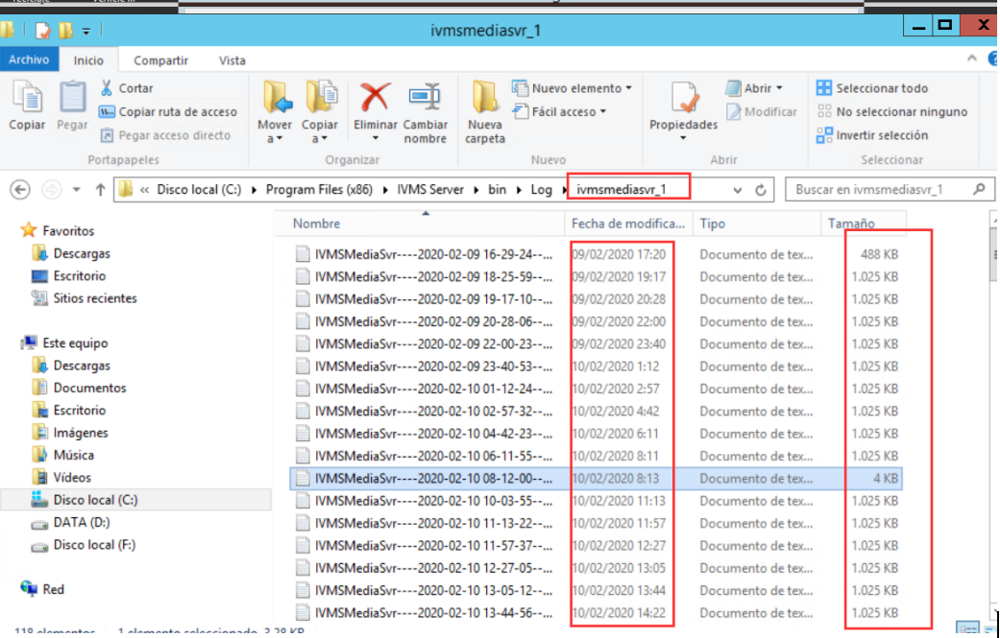 ivmsmediasvr_1
Archivo Inicio Compartir Vista
Copiar
Pegar
Cortar
Copiar ruta de acceso
Pegar acceso directo
Portapapeles
Mover a
Copiar a
Eliminar
Cambiar nombre
Organizar
Nueva carpeta
Nuevo elemento
Fácil acceso
Nuevo
Propiedades
Abrir
Modificar
Abrir
Seleccionar todo
No seleccionar ninguno
Invertir selección
Seleccionar
« Disco local (C:) Program Files (x86) IVMS Server bin Log ivmsmediasvr_1
Buscar en ivmsmediasvr_1
Favoritos
Descargas
Escritorio
Sitios recientes
Este equipo
Descargas
Documentos
Escritorio
Imágenes
Música
Vídeos
Disco local (C:)
DATA (D:)
Disco local (F:)
Red
Nombre Fecha de modifica... Tipo Tamaño
IVMSMediaSvr----2020-02-09 16-29-24--... 09/02/2020 17:20 Documento de tex... 488 KB
IVMSMediaSvr----2020-02-09 18-25-59--... 09/02/2020 19:17 Documento de tex... 1.025 KB
IVMSMediaSvr----2020-02-09 19-17-10--... 09/02/2020 20:28 Documento de tex... 1.025 KB
IVMSMediaSvr----2020-02-09 20-28-06--... 09/02/2020 22:00 Documento de tex... 1.025 KB
IVMSMediaSvr----2020-02-09 22-00-23--... 09/02/2020 23:40 Documento de tex... 1.025 KB
IVMSMediaSvr----2020-02-09 23-40-53--... 10/02/2020 1:12 Documento de tex... 1.025 KB
IVMSMediaSvr----2020-02-10 01-12-24--... 10/02/2020 2:57 Documento de tex... 1.025 KB
IVMSMediaSvr----2020-02-10 02-57-32--... 10/02/2020 4:42 Documento de tex... 1.025 KB
IVMSMediaSvr----2020-02-10 04-42-23--... 10/02/2020 6:11 Documento de tex... 1.025 KB
IVMSMediaSvr----2020-02-10 06-11-55--... 10/02/2020 8:11 Documento de tex... 1.025 KB
IVMSMediaSvr----2020-02-10 08-12-00--... 10/02/2020 8:13 Documento de tex... 4 KB
IVMSMediaSvr----2020-02-10 10-03-55--... 10/02/2020 11:13 Documento de tex... 1.025 KB
IVMSMediaSvr----2020-02-10 11-13-22--... 10/02/2020 11:57 Documento de tex... 1.025 KB
IVMSMediaSvr----2020-02-10 11-57-37--... 10/02/2020 12:27 Documento de tex... 1.025 KB
IVMSMediaSvr----2020-02-10 12-27-05--... 10/02/2020 13:05 Documento de tex... 1.025 KB
IVMSMediaSvr----2020-02-10 13-05-12--... 10/02/2020 13:44 Documento de tex... 1.025 KB
IVMSMediaSvr----2020-02-10 13-44-56--... 10/02/2020 14:22 Documento de tex... 1.025 KB
118 elementos 1 elemento seleccionado 3,28 KB